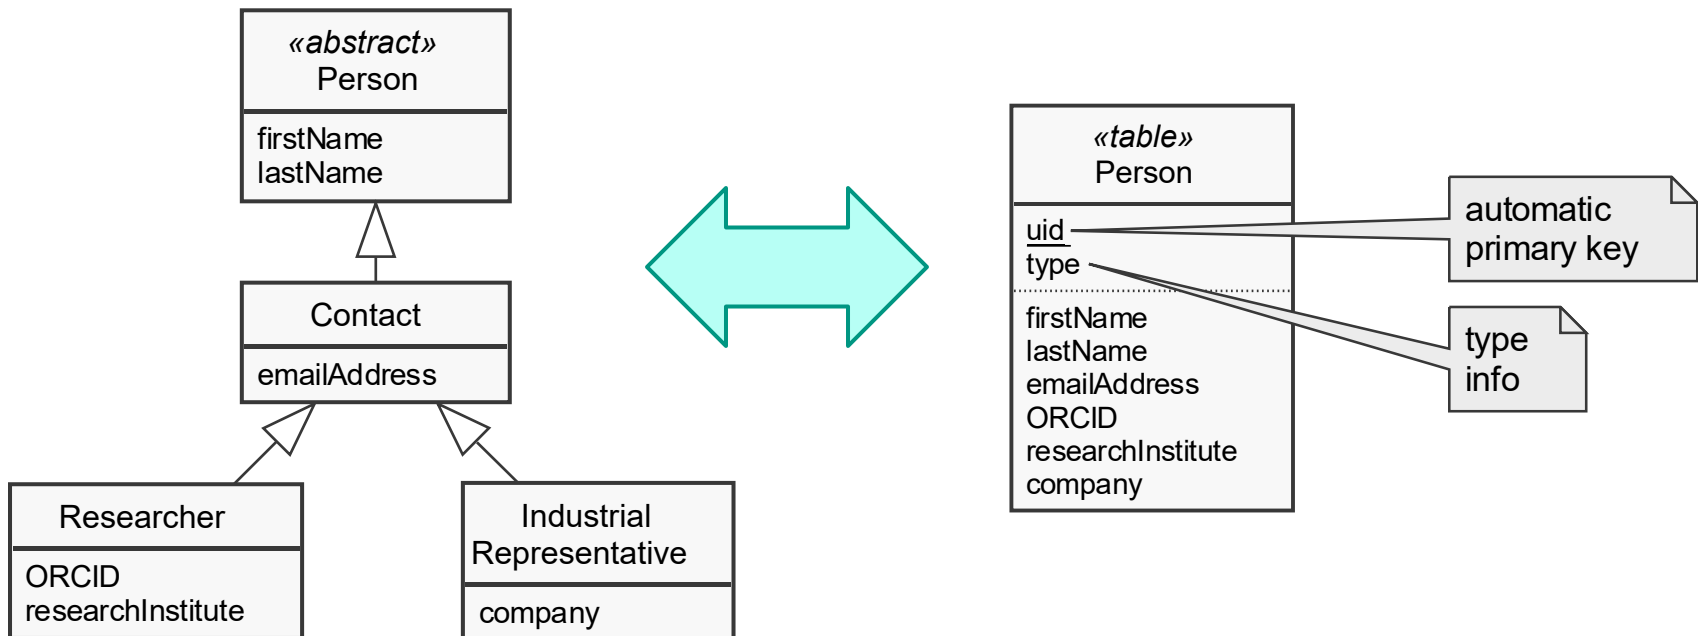 «abstract»
Person
firstName
lastName
Contact
emailAddress
Researcher
ORCID
researchInstitute
Industrial
Representative
company
«table»
Person
uid
type
firstName
lastName
emailAddress
ORCID
researchInstitute
company
automatic
primary key
type
info